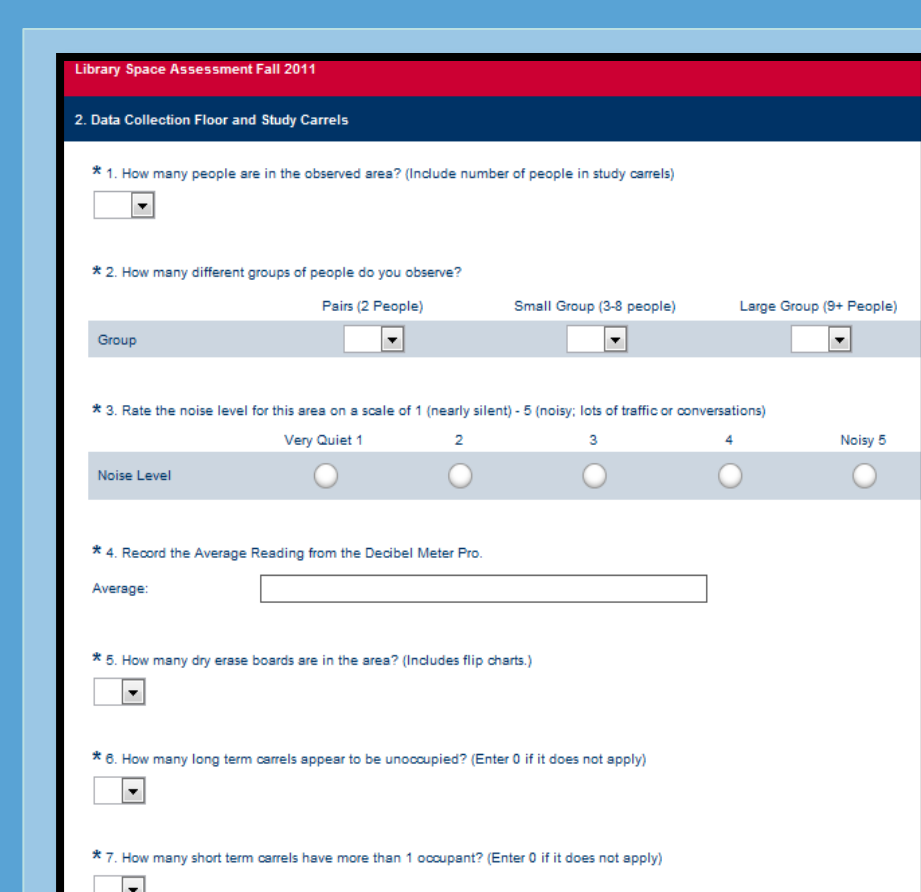 Library Space Assessment Fall 2011
2. Data Collection Floor and Study Carrels
* 1. How many people are in the observed area? (Include number of people in study carrels)
* 2. How many different groups of people do you observe?
Pairs (2 People) Small Group (3-8 people) Large Group (9+ People)
Group
* 3. Rate the noise level for this area on a scale of 1 (nearly silent) - 5 (noisy; lots of traffic or conversations)
Very Quiet 1 2 3 4 Noisy 5
Noise Level
* 4. Record the Average Reading from the Decibel Meter Pro.
Average:
* 5. How many dry erase boards are in the area? (Includes flip charts.)
* 6. How many long term carrels appear to be unoccupied? (Enter 0 if it does not apply)
* 7. How many short term carrels have more than 1 occupant? (Enter 0 if it does not apply)